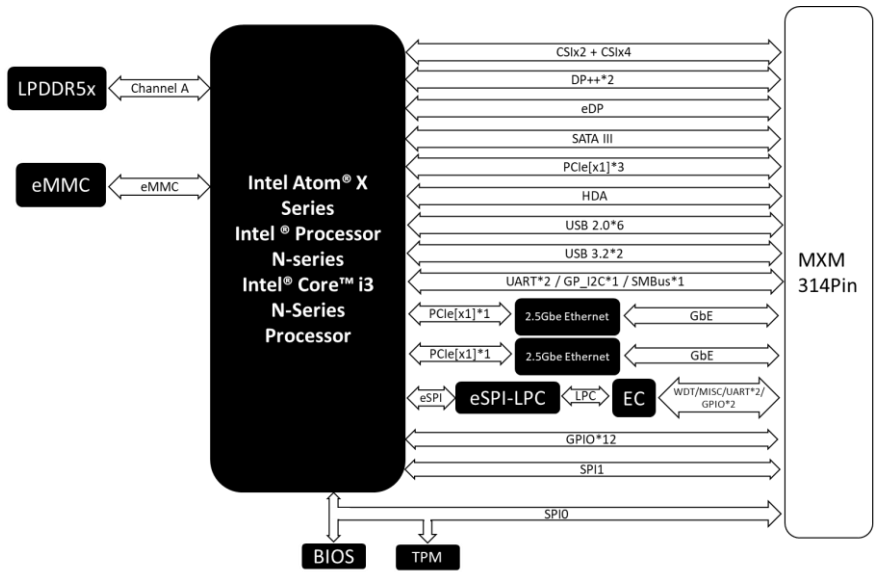 LPDDR5x
Channel A
eMMC
eMMC
Intel Atom® X
Series
Intel ® Processor
N-series
Intel® Core™ i3
N-Series
Processor
CSIx2 + CSIx4
DP++*2
eDP
SATA III
PCIe[x1]*3
HDA
USB 2.0*6
USB 3.2*2
UART*2 / GP_I2C*1 / SMBus*1
PCIe[x1]*1
2.5Gbe Ethernet
GbE
PCIe[x1]*1
2.5Gbe Ethernet
GbE
eSPI
eSPI-LPC
LPC
EC
WDT/MISC/UART*2/
GPIO*2
GPIO*12
SPI1
SPI0
BIOS
TPM
MXM
314Pin